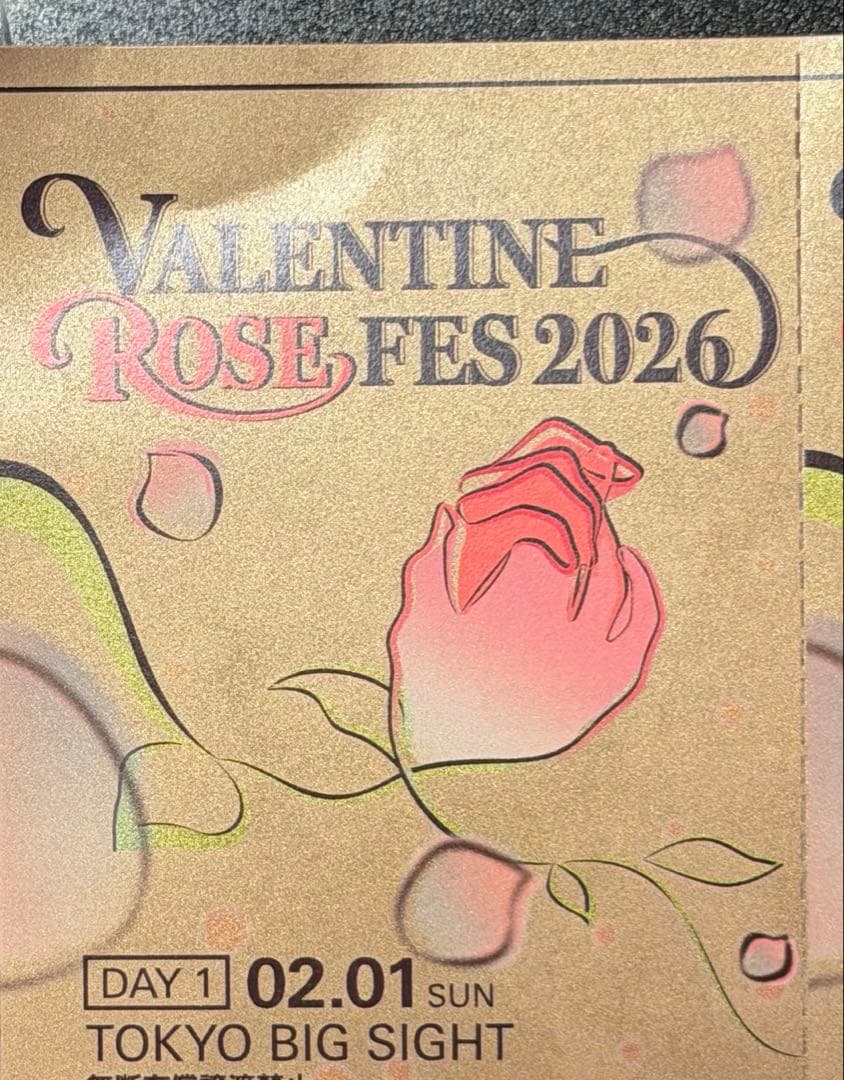 VALENTINE
ROSE FES 2026
DAY 1 02.01 SUN
TOKYO BIG SIGHT